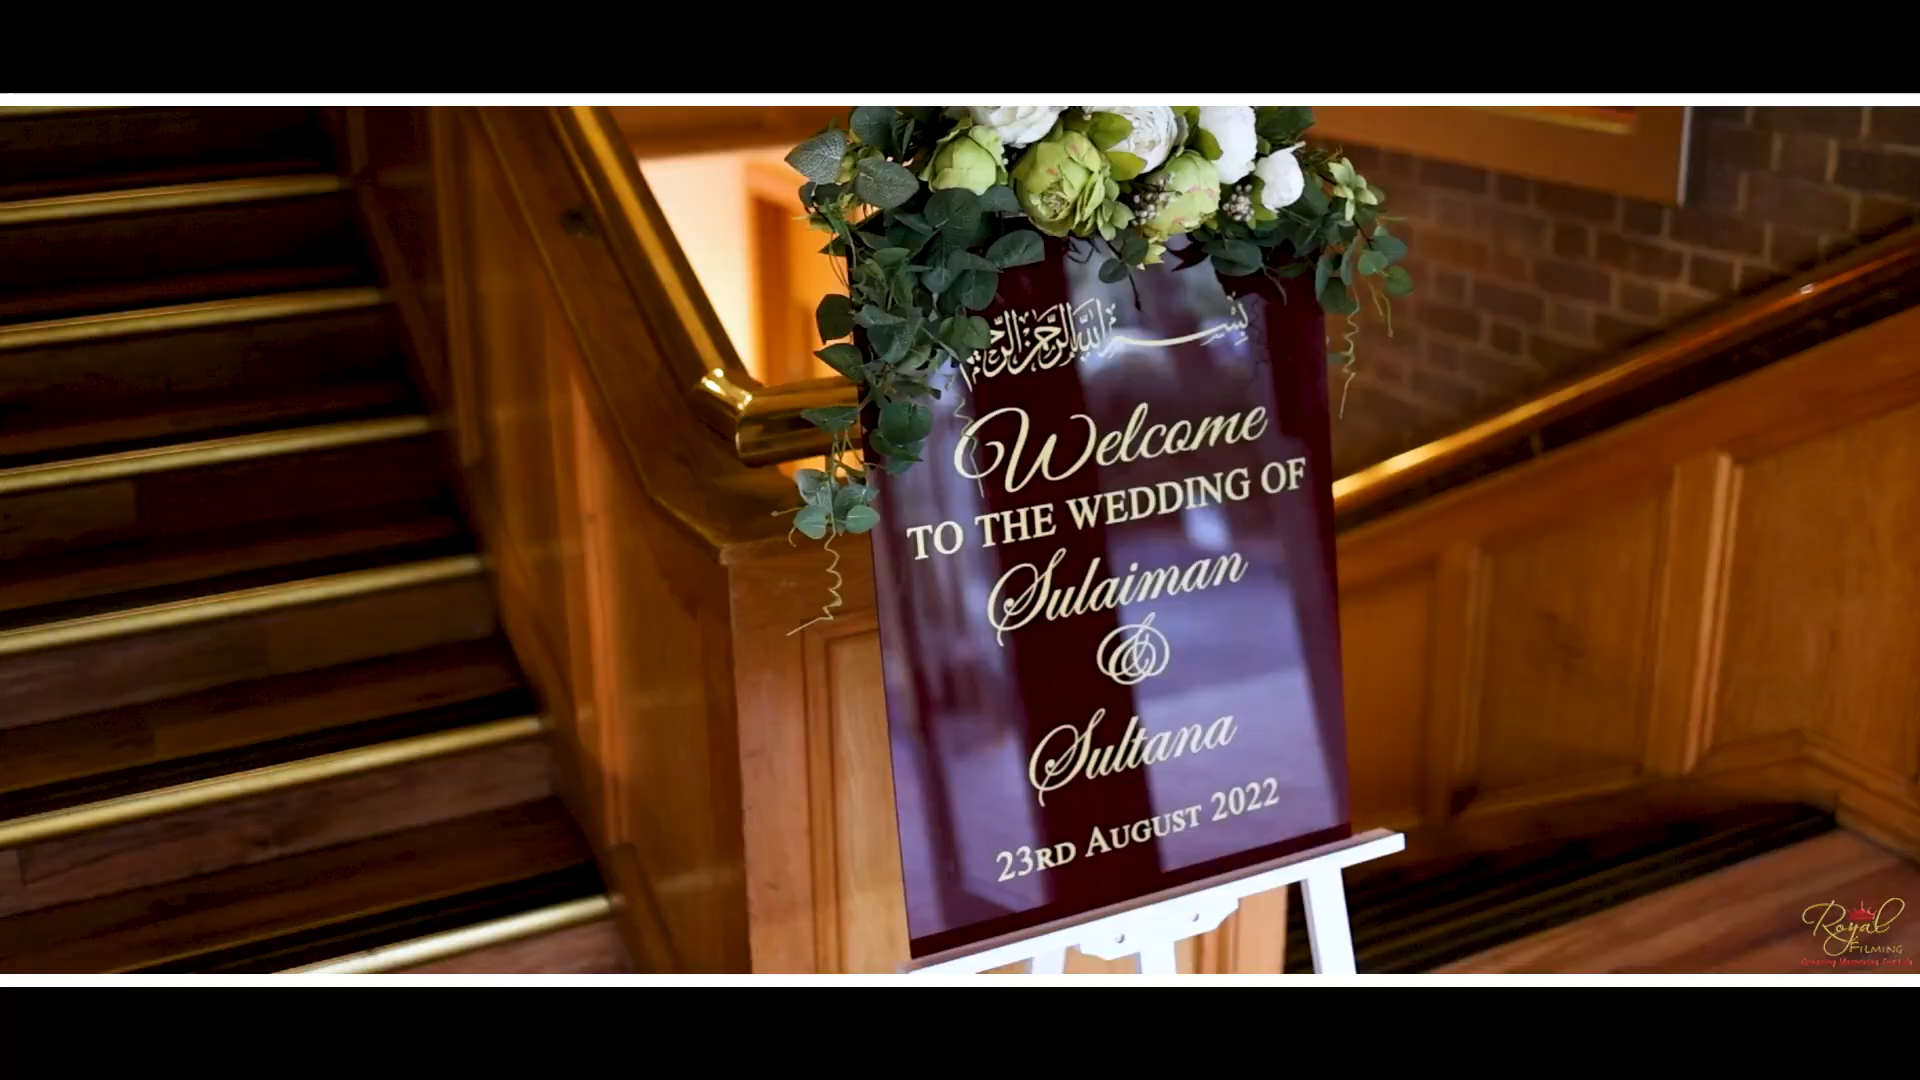 بسم الله الرحمن الرحيم
Welcome
TO THE WEDDING OF
Sulaiman
&
Sultana
23RD AUGUST 2022
Royal
FILMING